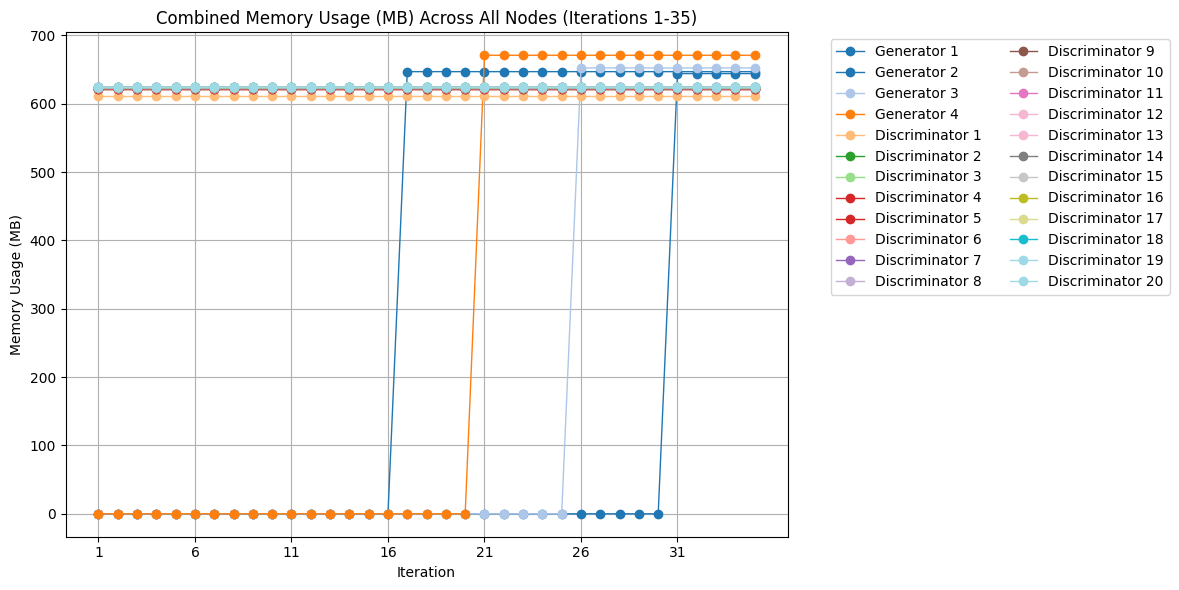 Combined Memory Usage (MB) Across All Nodes (Iterations 1-35)
700
600
500
400
300
200
100
0
Memory Usage (MB)
1 6 11 16 21 26 31
Iteration
Generator 1
Generator 2
Generator 3
Generator 4
Discriminator 1
Discriminator 2
Discriminator 3
Discriminator 4
Discriminator 5
Discriminator 6
Discriminator 7
Discriminator 8
Discriminator 9
Discriminator 10
Discriminator 11
Discriminator 12
Discriminator 13
Discriminator 14
Discriminator 15
Discriminator 16
Discriminator 17
Discriminator 18
Discriminator 19
Discriminator 20